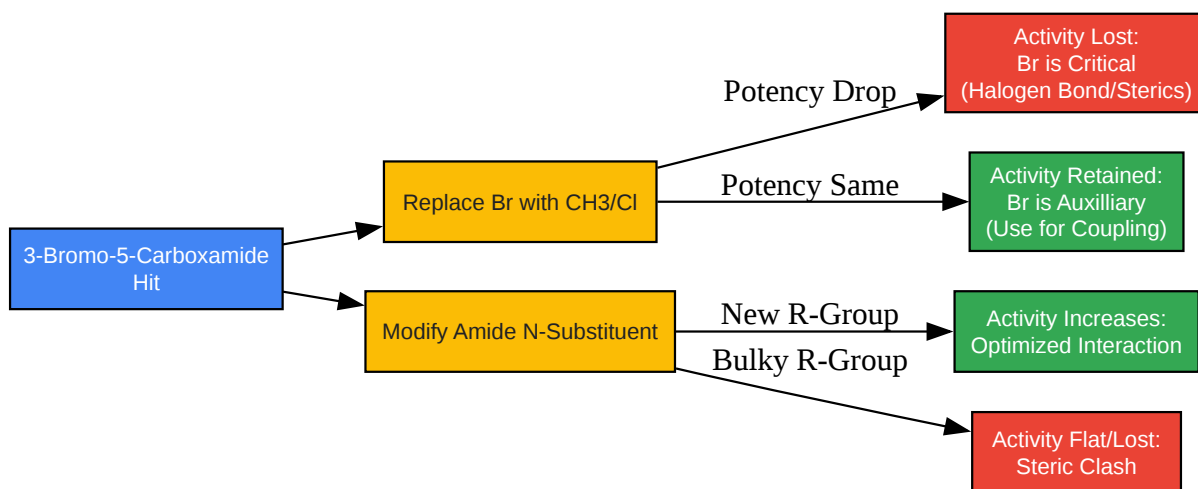 3-Bromo-5-Carboxamide
Hit
Replace Br with CH3/Cl
Modify Amide N-Substituent
Potency Drop
Potency Same
New R-Group
Bulky R-Group
Activity Lost:
Br is Critical
(Halogen Bond/Sterics)
Activity Retained:
Br is Auxilliary
(Use for Coupling)
Activity Increases:
Optimized Interaction
Activity Flat/Lost:
Steric Clash